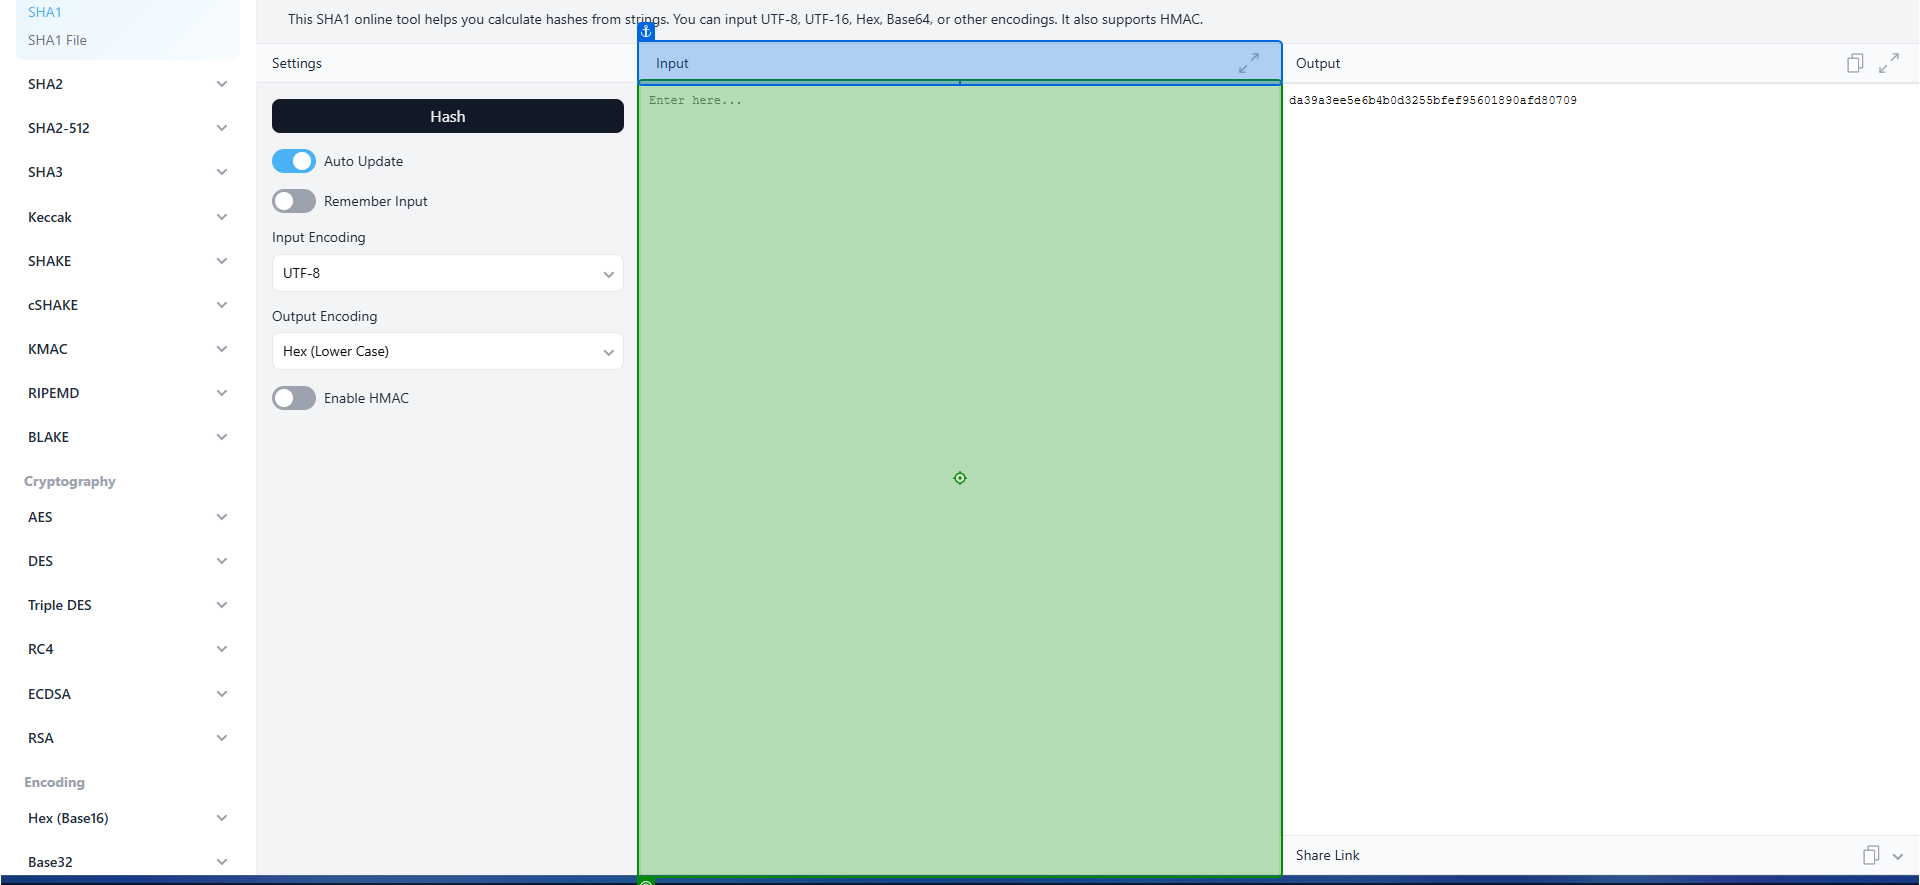 SHA1
SHA1 File
SHA2
SHA2-512
SHA3
Keccak
SHAKE
cSHAKE
KMAC
RIPEMD
BLAKE
Cryptography
AES
DES
Triple DES
RC4
ECDSA
RSA
Encoding
Hex (Base16)
Base32
This SHA1 online tool helps you calculate hashes from strings. You can input UTF-8, UTF-16, Hex, Base64, or other encodings. It also supports HMAC.
Settings
Hash
Auto Update
Remember Input
Input Encoding
UTF-8
Output Encoding
Hex (Lower Case)
Enable HMAC
Input
Enter here...
Output
da39a3ee5e6b4b0d3255bfef95601890afd80709
Share Link